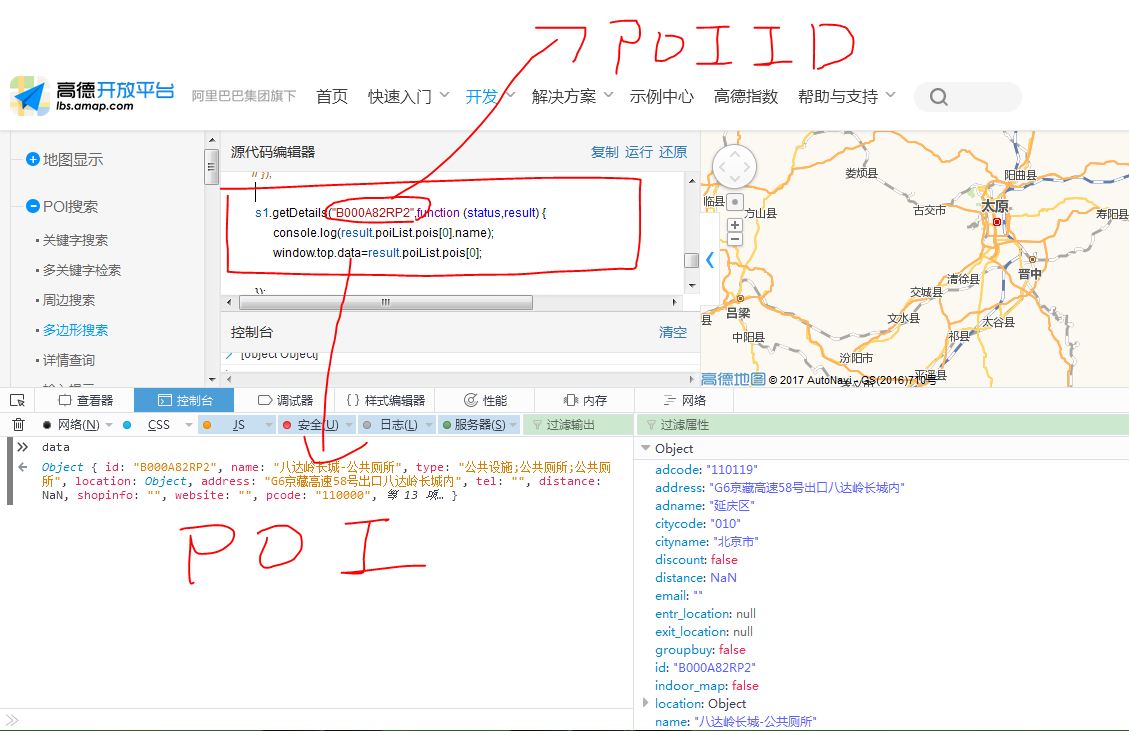 POI ID
高德开放平台
lbs.amap.com
阿里巴巴集团旗下 首页 快速入门 开发 解决方案 示例中心 高德指数 帮助与支持
地图显示
POI搜索
关键字搜索
多关键字检索
周边搜索
多边形搜索
详情查询
源代码编辑器 复制 运行 还原
// });
s1.getDetails("B000A82RP2",function (status,result) {
console.log(result.poiList.pois[0].name);
window.top.data=result.poiList.pois[0];
});
控制台 清空
[object Object]
娄烦县
阳曲县
临县
方山县
古交市
太原
寿阳县
晋中
清徐县
交城县
吕梁
文水县
太谷县
中阳县
祁县
汾阳市
平遥县
高德地图 © 2017 AutoNavi - GS(2016)710号
查看器 控制台 调试器 { } 样式编辑器 性能 内存 网络
网络(N) CSS JS 安全(U) 日志(L) 服务器(S) 过滤输出 过滤属性
data
Object { id: "B000A82RP2", name: "八达岭长城-公共厕所", type: "公共设施;公共厕所;公共厕
所", location: Object, address: "G6京藏高速58号出口八达岭长城内", tel: "", distance:
NaN, shopinfo: "", website: "", pcode: "110000", 等 13 项… }
POI
Object
adcode: "110119"
address: "G6京藏高速58号出口八达岭长城内"
adname: "延庆区"
citycode: "010"
cityname: "北京市"
discount: false
distance: NaN
email: ""
entr_location: null
exit_location: null
groupbuy: false
id: "B000A82RP2"
indoor_map: false
location: Object
name: "八达岭长城-公共厕所"